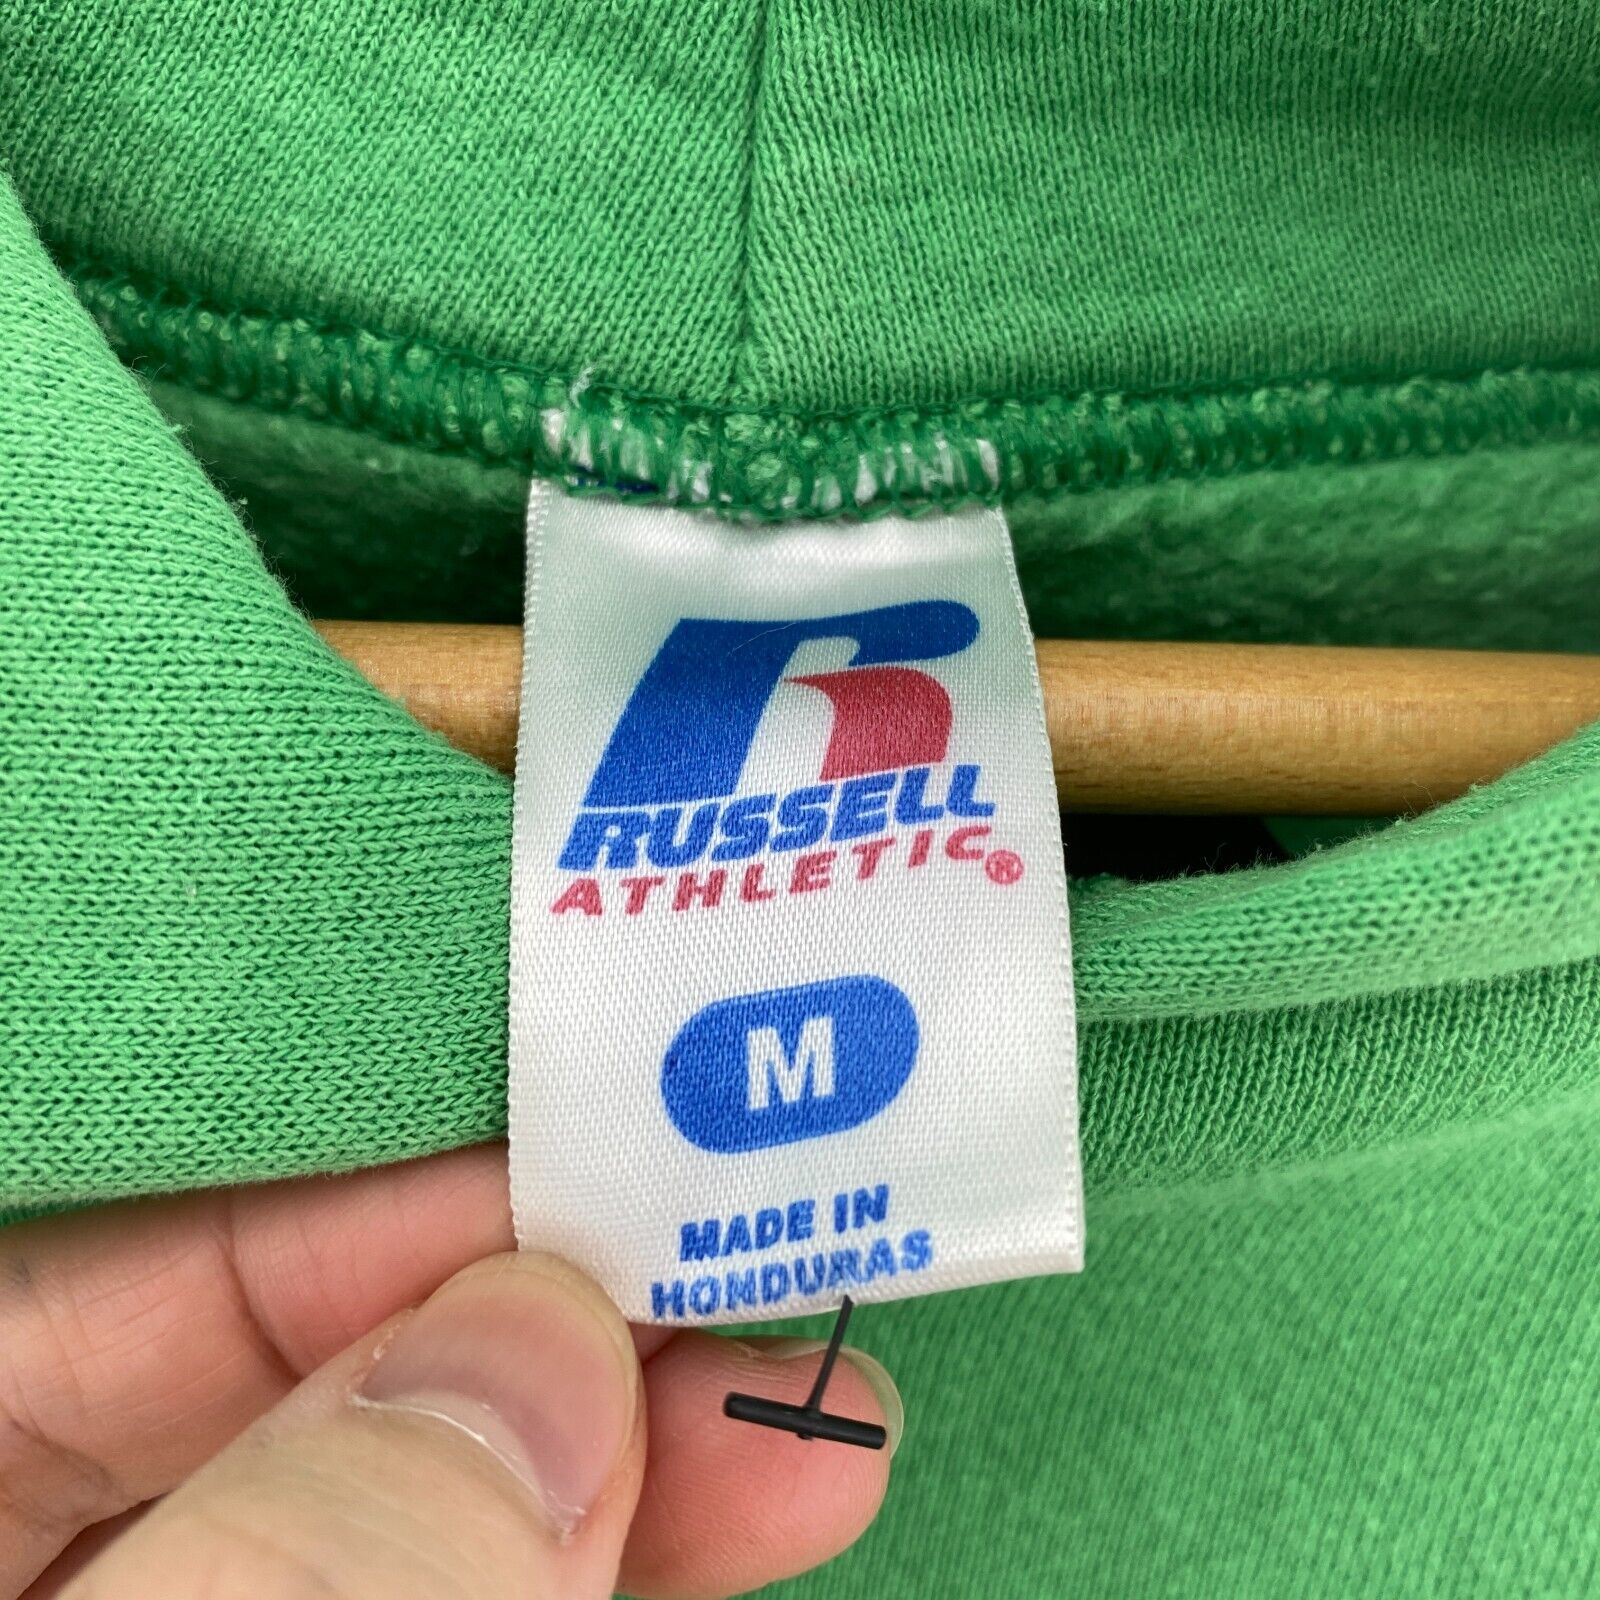 RUSSELL
ATHLETIC®
M
MADE IN
HONDURAS